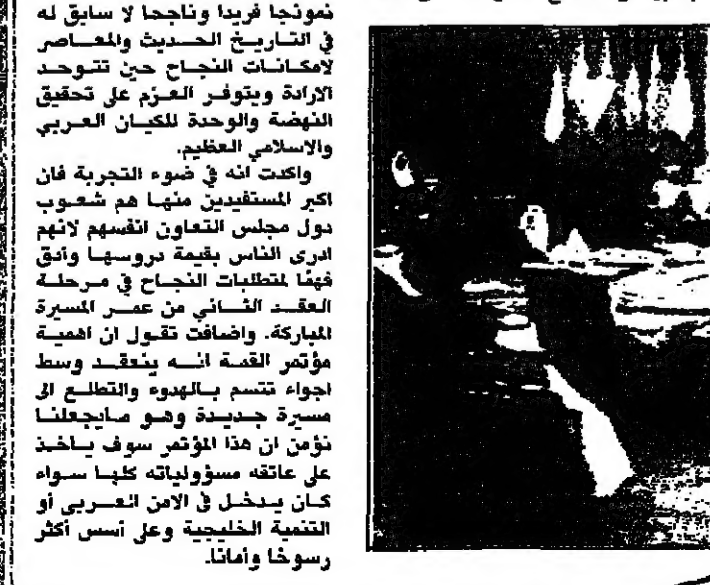 نموذجا فريدا وناجحا لا سابق له
في التاريخ الحديث والمعاصر
لامكانات النجاح حين تتوحد
الارادة ويتوفر العزم على تحقيق
النهضة والوحدة للكيان العربي
والاسلامي العظيم.
واكدت انه في ضوء التجربة فان
اكبر المستفيدين منها هم شعوب
دول مجلس التعاون انفسهم لانهم
ادرى الناس بقيمة دروسها وأدق
فهمًا لمتطلبات النجاح في مرحلة
العقد الثاني من عمر المسيرة
المباركة. واضافت تقول ان اهمية
مؤتمر القمة انه ينعقد وسط
اجواء تتسم بالهدوء والتطلع الى
مسيرة جديدة وهو مايجعلنا
نؤمن ان هذا المؤتمر سوف ياخذ
على عاتقه مسؤولياته كلها سواء
كان يدخل في الامن العربي أو
التنمية الخليجية وعلى أسس أكثر
رسوخا وأمانا.